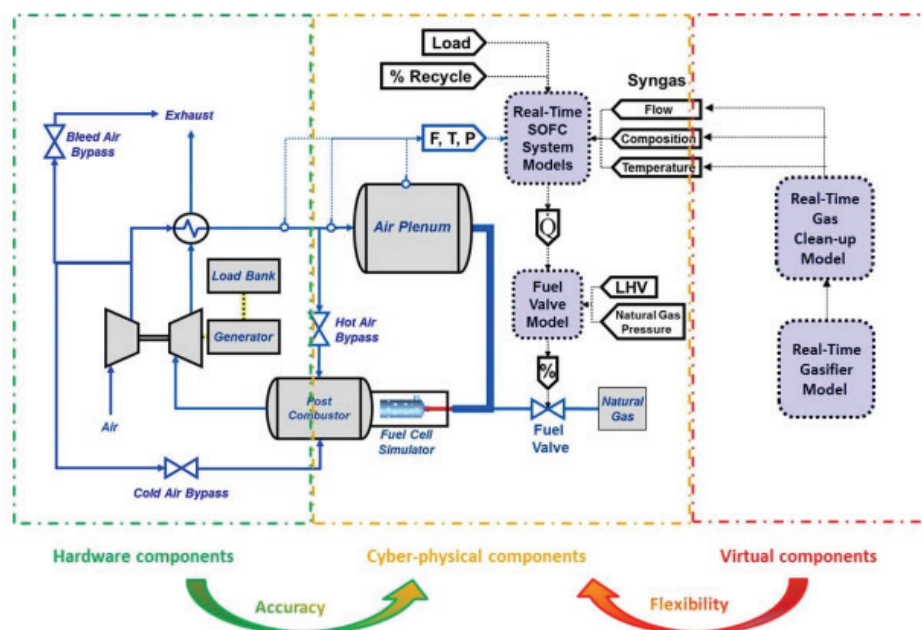 Load
% Recycle
Syngas
Exhaust
Bleed Air
Bypass
F, T, P
Real-Time
SOFC
System
Models
Flow
Composition
Temperature
Air Plenum
Real-Time
Gas
Clean-up
Model
Q̇
Load Bank
Generator
Hot Air
Bypass
Fuel
Valve
Model
LHV
Natural Gas
Pressure
Real-Time
Gasifier
Model
%
Air
Post
Combustor
Fuel Cell
Simulator
Natural
Gas
Fuel
Valve
Cold Air Bypass
Hardware components
Cyber-physical components
Virtual components
Accuracy
Flexibility